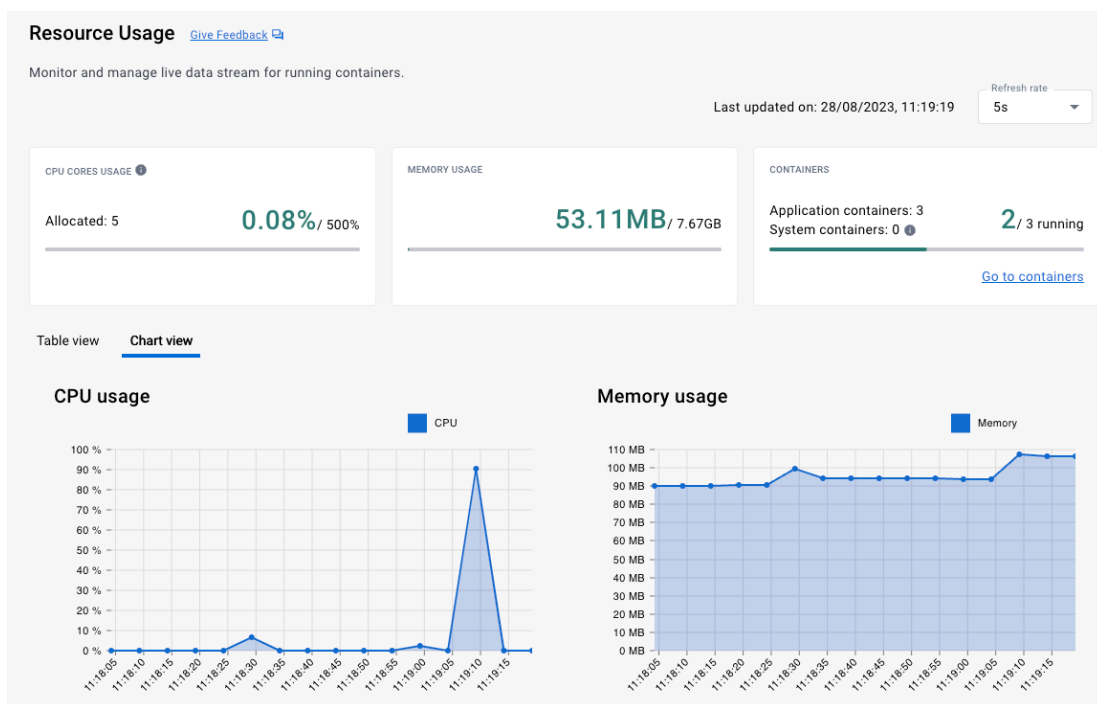 Resource Usage Give Feedback
Monitor and manage live data stream for running containers.
Last updated on: 28/08/2023, 11:19:19
Refresh rate
5s
CPU CORES USAGE
Allocated: 5
0.08%/ 500%
MEMORY USAGE
53.11MB/ 7.67GB
CONTAINERS
Application containers: 3
System containers: 0
2/ 3 running
Go to containers
Table view
Chart view
CPU usage
CPU
100 %
90 %
80 %
70 %
60 %
50 %
40 %
30 %
20 %
10 %
0 %
11:18:05
11:18:10
11:18:15
11:18:20
11:18:25
11:18:30
11:18:35
11:18:40
11:18:45
11:18:50
11:18:55
11:19:00
11:19:05
11:19:10
11:19:15
Memory usage
Memory
110 MB
100 MB
90 MB
80 MB
70 MB
60 MB
50 MB
40 MB
30 MB
20 MB
10 MB
0 MB
11:18:05
11:18:10
11:18:15
11:18:20
11:18:25
11:18:30
11:18:35
11:18:40
11:18:45
11:18:50
11:18:55
11:19:00
11:19:05
11:19:10
11:19:15